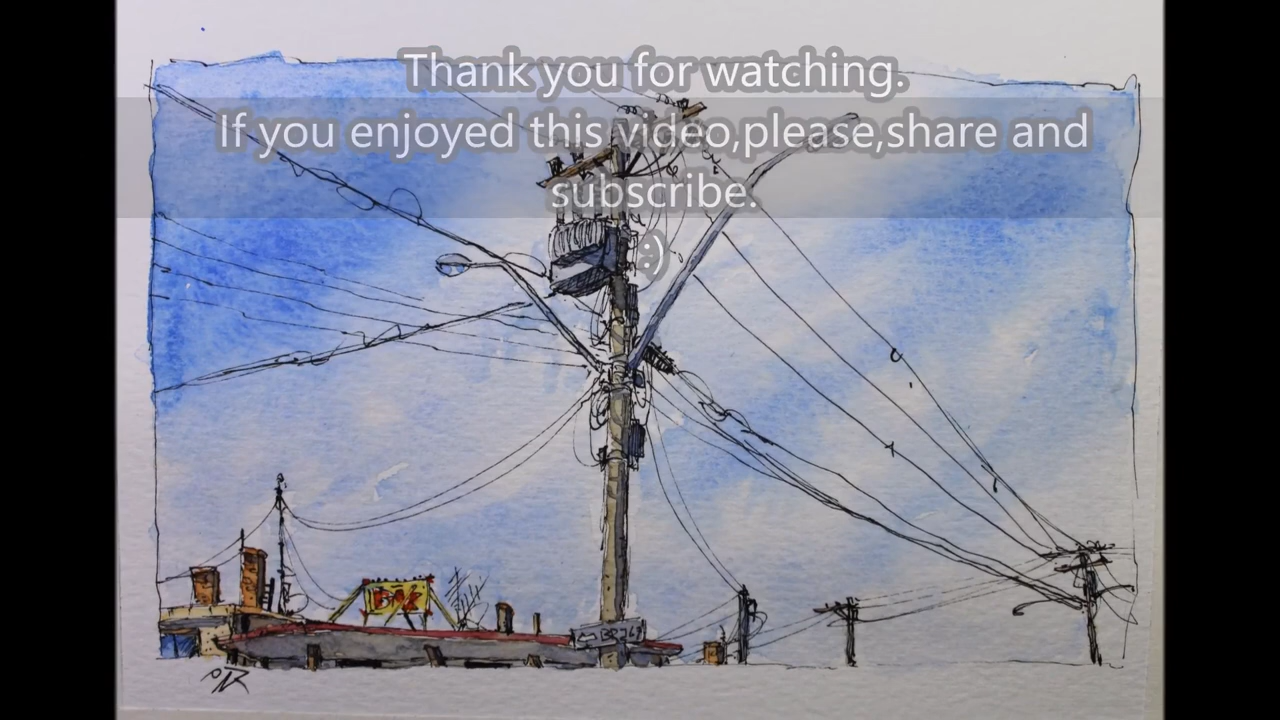 Thank you for watching.
If you enjoyed this video,please,share and
subscribe.
:)